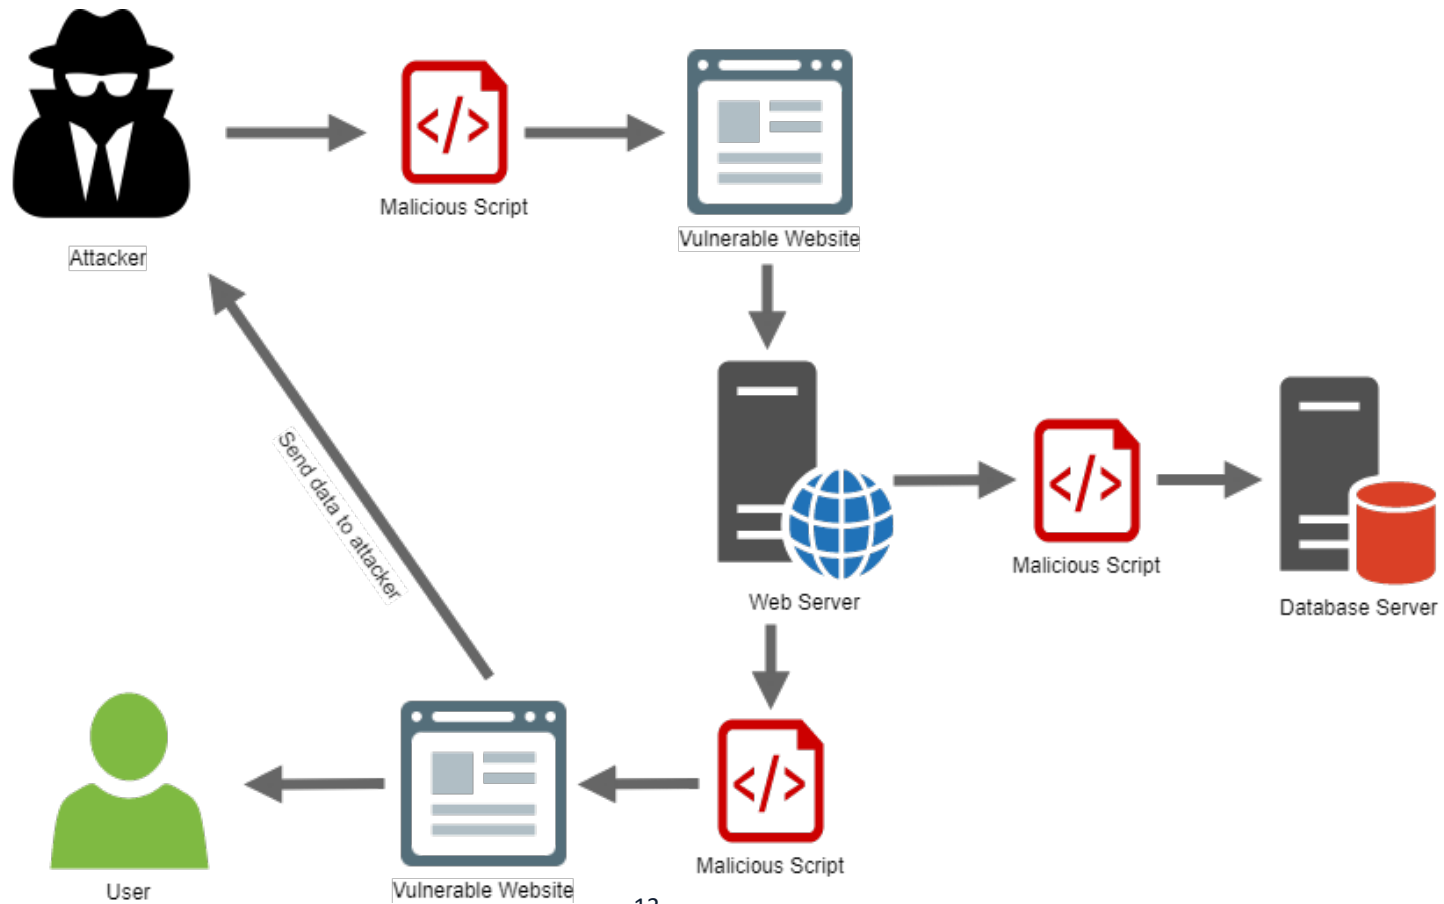 Malicious Script
Vulnerable Website
Attacker
Send data to attacker
Malicious Script
Web Server
Database Server
Malicious Script
User
Vulnerable Website